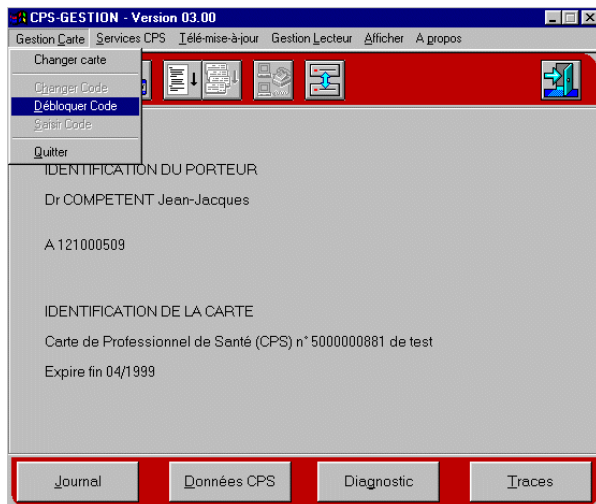 CPS-GESTION - Version 03.00
Gestion Carte Services CPS Télé-mise-à-jour Gestion Lecteur Afficher A propos
Changer carte
Changer Code
Débloquer Code
Saisir Code
Quitter
IDENTIFICATION DU PORTEUR
Dr COMPETENT Jean-Jacques
A 121000509
IDENTIFICATION DE LA CARTE
Carte de Professionnel de Santé (CPS) n° 5000000881 de test
Expire fin 04/1999
Journal Données CPS Diagnostic Traces